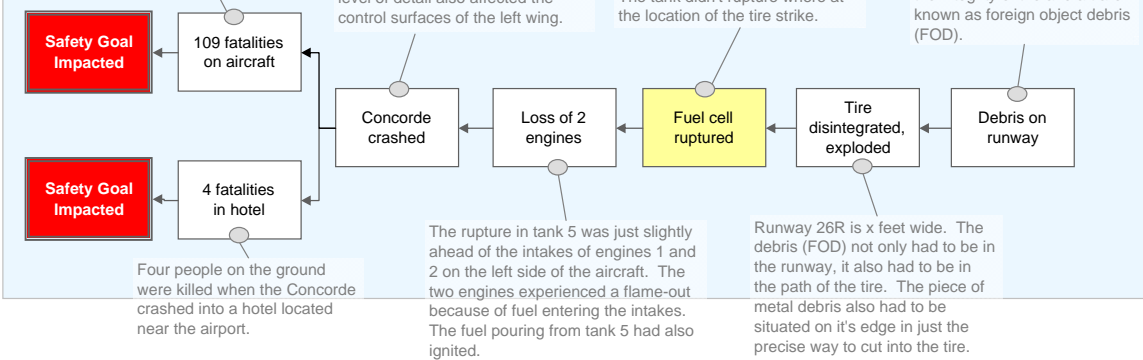 level of detail also affected the
control surfaces of the left wing.
The tank didn't rupture where at
the location of the tire strike.
known as foreign object debris
(FOD).
Safety Goal
Impacted
109 fatalities
on aircraft
Concorde
crashed
Loss of 2
engines
Fuel cell
ruptured
Tire
disintegrated,
exploded
Debris on
runway
Safety Goal
Impacted
4 fatalities
in hotel
Four people on the ground
were killed when the Concorde
crashed into a hotel located
near the airport.
The rupture in tank 5 was just slightly
ahead of the intakes of engines 1 and
2 on the left side of the aircraft. The
two engines experienced a flame-out
because of fuel entering the intakes.
The fuel pouring from tank 5 had also
ignited.
Runway 26R is x feet wide. The
debris (FOD) not only had to be in
the runway, it also had to be in
the path of the tire. The piece of
metal debris also had to be
situated on it's edge in just the
precise way to cut into the tire.